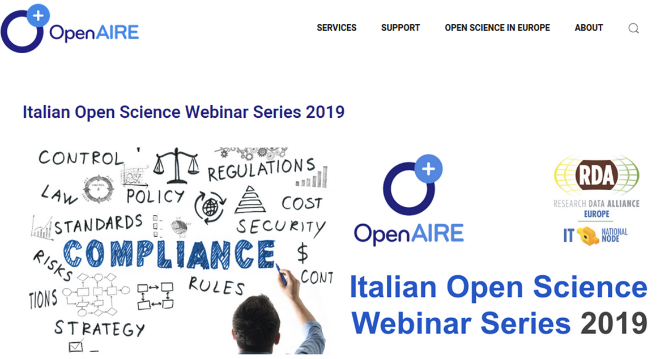 OpenAIRE
SERVICES
SUPPORT
OPEN SCIENCE IN EUROPE
ABOUT
Italian Open Science Webinar Series 2019
CONTROL
REGULATIONS
LAW
POLICY
COST
STANDARDS
SECURITY
COMPLIANCE
$
RISKS
CONT
TIONS
RULES
STRATEGY
OpenAIRE
RDA
RESEARCH DATA ALLIANCE
EUROPE
IT NATIONAL
NODE
Italian Open Science
Webinar Series 2019